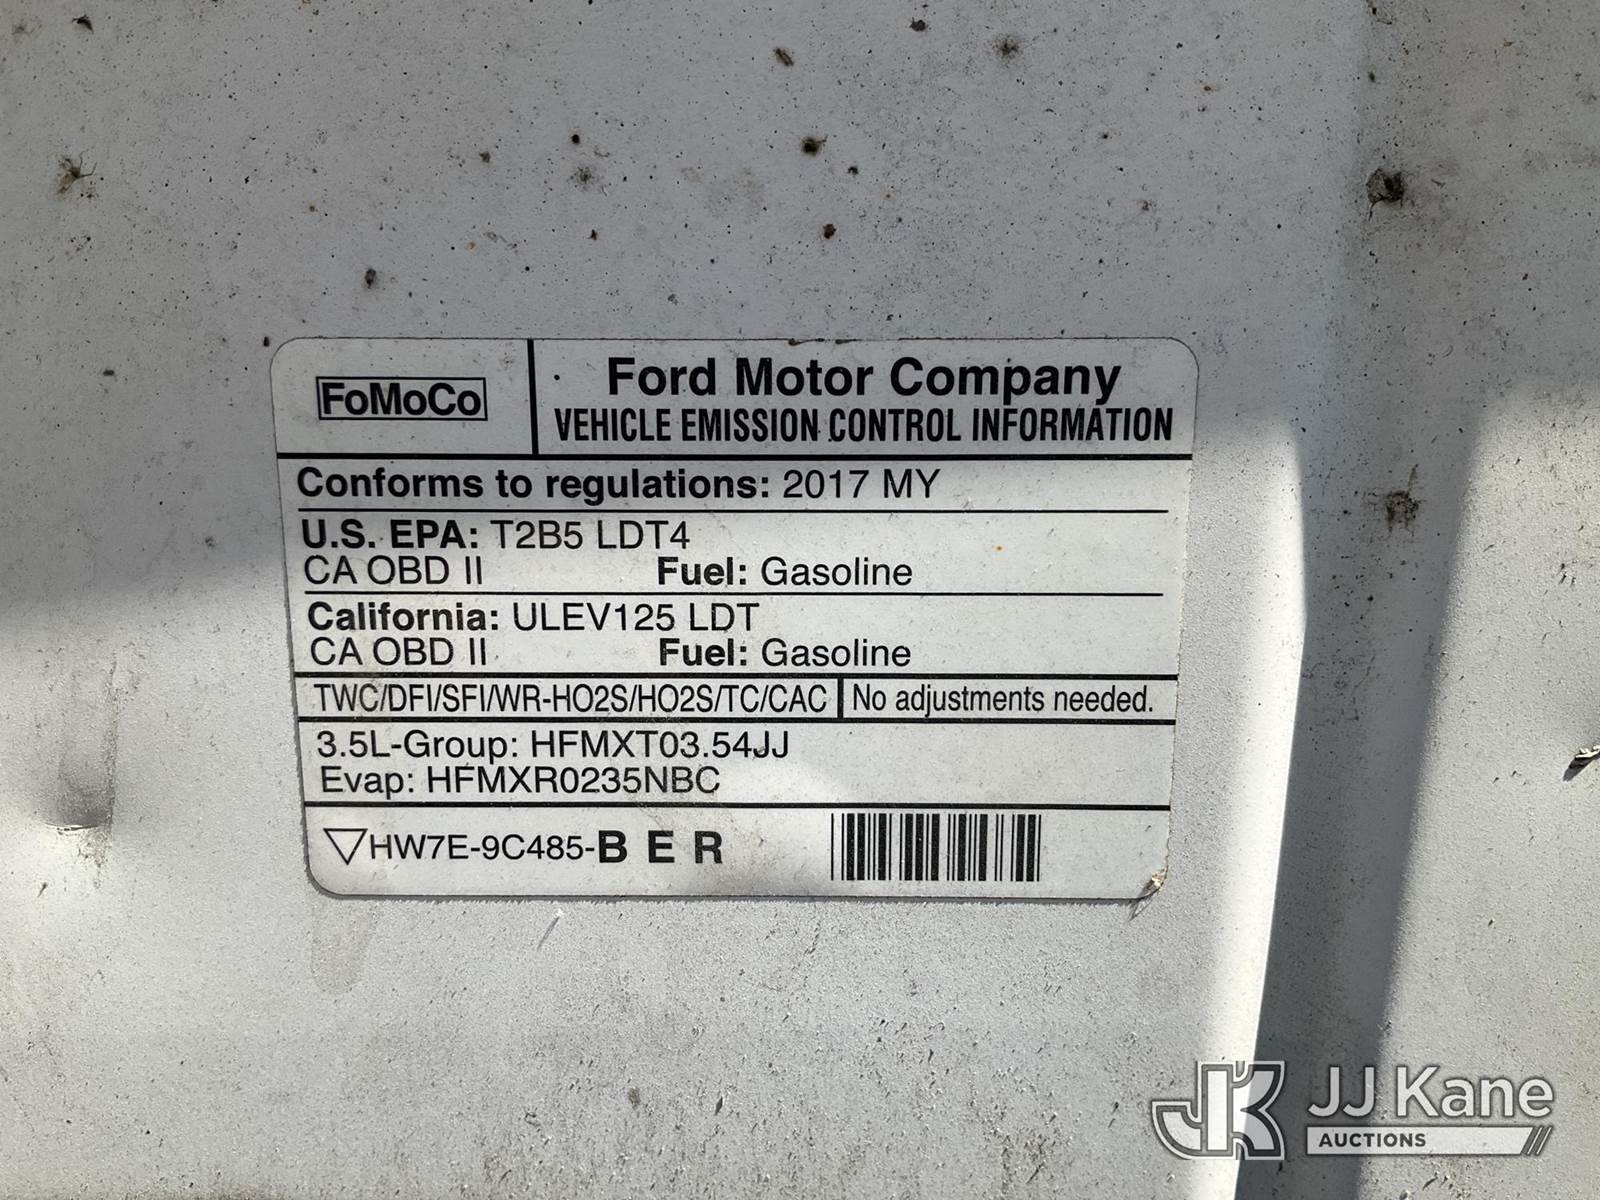 FoMoCo
Ford Motor Company
VEHICLE EMISSION CONTROL INFORMATION
Conforms to regulations: 2017 MY
U.S. EPA: T2B5 LDT4
CA OBD II Fuel: Gasoline
California: ULEV125 LDT
CA OBD II Fuel: Gasoline
TWC/DFI/SFI/WR-HO2S/HO2S/TC/CAC No adjustments needed.
3.5L-Group: HFMXT03.54JJ
Evap: HFMXR0235NBC
HW7E-9C485-B E R
JK JJ Kane
AUCTIONS